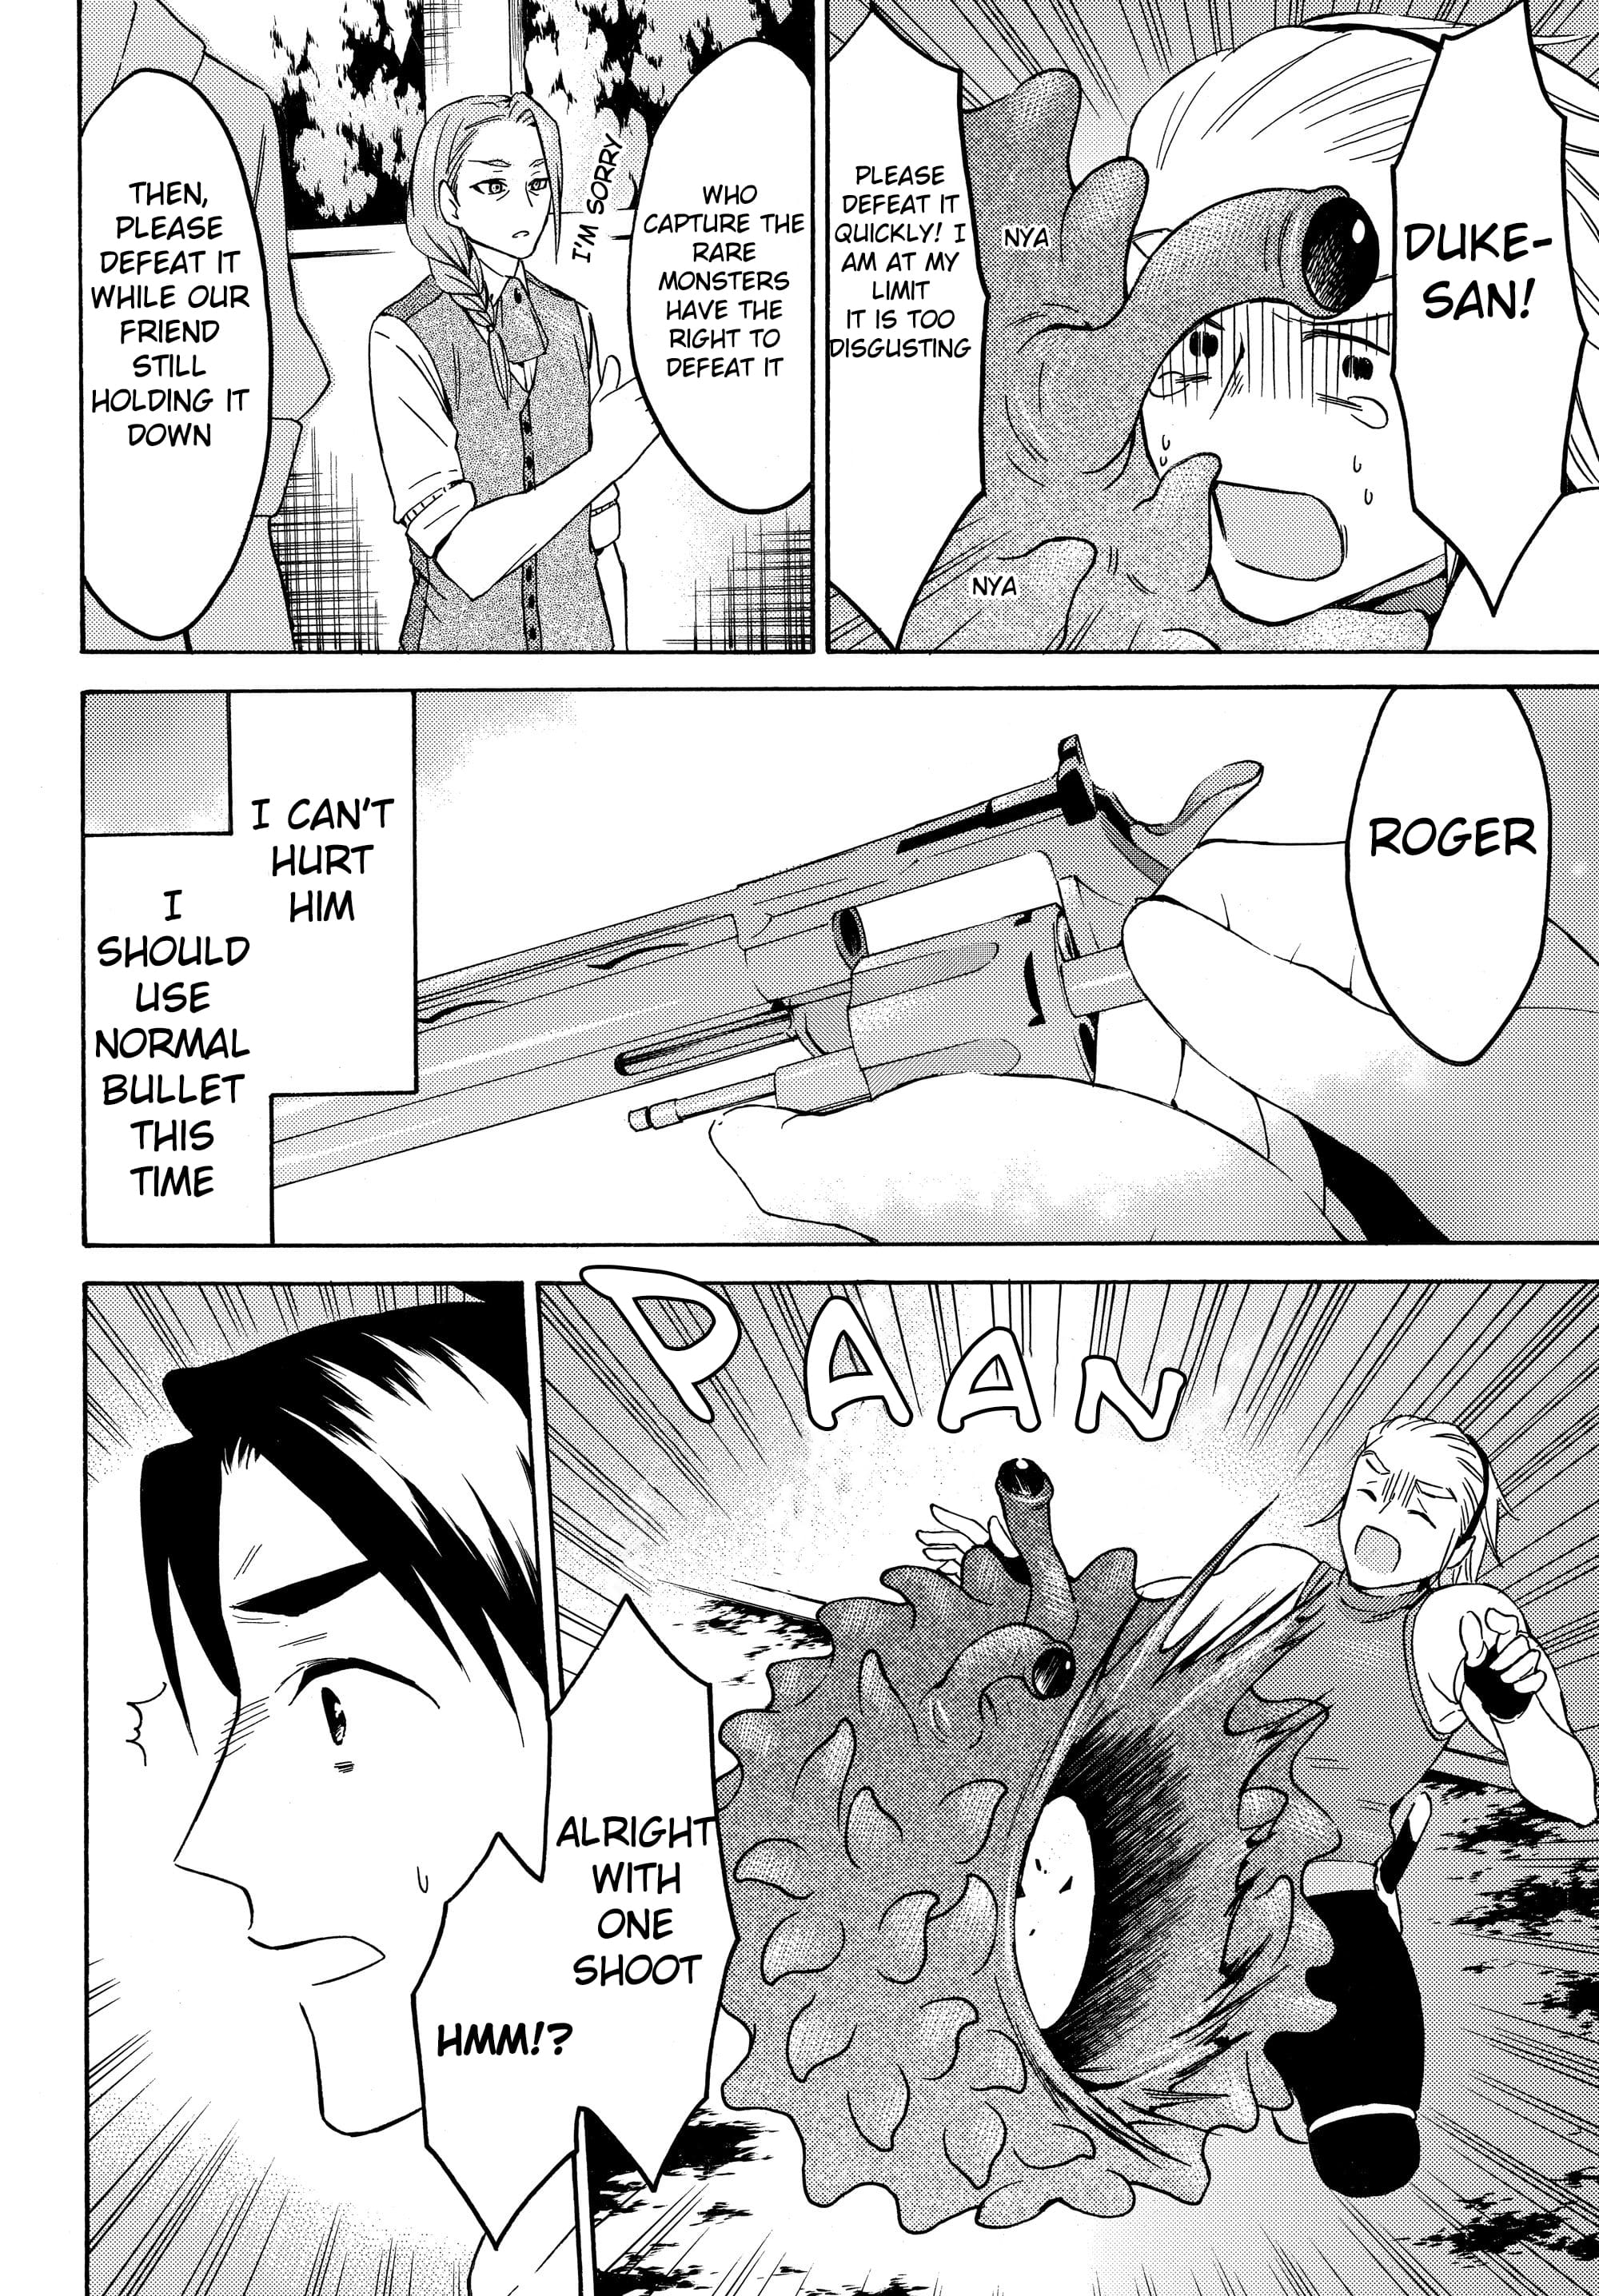 DUKE-
SAN!
PLEASE
DEFEAT IT
QUICKLY! I
AM AT MY
LIMIT
IT IS TOO
DISGUSTING
NYA
NYA
WHO
CAPTURE THE
RARE
MONSTERS
HAVE THE
RIGHT TO
DEFEAT IT
I'M SORRY
THEN,
PLEASE
DEFEAT IT
WHILE OUR
FRIEND
STILL
HOLDING IT
DOWN
ROGER
I CAN'T
HURT
HIM
I
SHOULD
USE
NORMAL
BULLET
THIS
TIME
PAAN
ALRIGHT
WITH
ONE
SHOOT
HMM!?